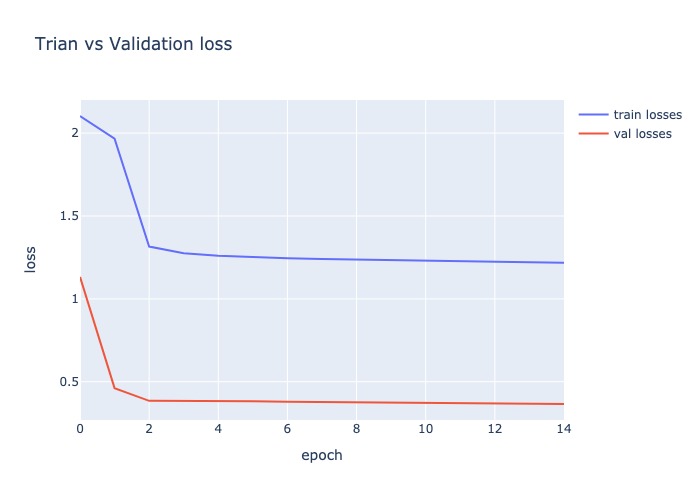 Trian vs Validation loss
train losses
val losses
2
1.5
1
0.5
loss
0 2 4 6 8 10 12 14
epoch